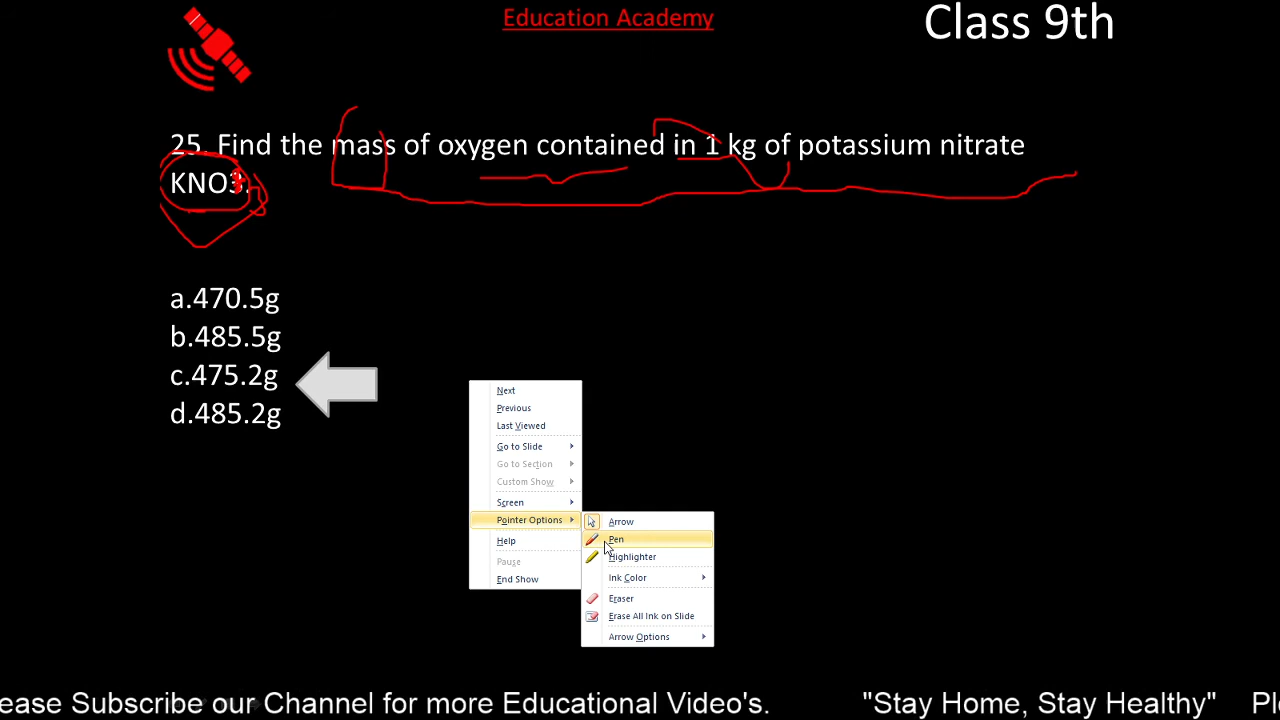 Education Academy
Class 9th
25. Find the mass of oxygen contained in 1 kg of potassium nitrate
KNO3.
a.470.5g
b.485.5g
c.475.2g
d.485.2g
Next
Previous
Last Viewed
Go to Slide
Go to Section
Custom Show
Screen
Pointer Options
Help
Pause
End Show
Arrow
Pen
Highlighter
Ink Color
Eraser
Erase All Ink on Slide
Arrow Options
ease Subscribe our Channel for more Educational Video's. "Stay Home, Stay Healthy" Pl